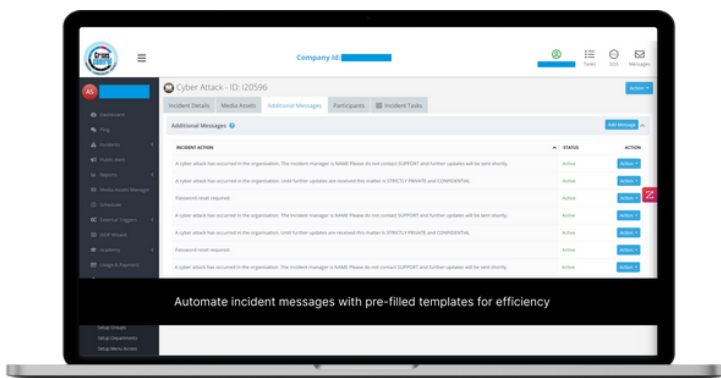 Crises Control
Company Id:
Tasks
SOS
Messages
AS
Cyber Attack - ID: I20596
Action
Incident Details Media Assets Additional Messages Participants Incident Tasks
Dashboard
Ping
Incidents
Public Alert
Reports
Media Assets Manager
Scheduler
External Triggers
SOP Wizard
Academy
Usage & Payment
Additional Messages
Add Message
INCIDENT ACTION STATUS ACTION
A cyber attack has occurred in the organisation. The incident manager is NAME Please do not contact SUPPORT and further updates will be sent shortly. Active Action
A cyber attack has occurred in the organisation. Until further updates are received this matter is STRICTLY PRIVATE and CONFIDENTIAL. Active Action
Password reset required. Active Action
A cyber attack has occurred in the organisation. The incident manager is NAME Please do not contact SUPPORT and further updates will be sent shortly. Active Action
A cyber attack has occurred in the organisation. Until further updates are received this matter is STRICTLY PRIVATE and CONFIDENTIAL. Active Action
Password reset required. Active Action
A cyber attack has occurred in the organisation. The incident manager is NAME Please do not contact SUPPORT and further updates will be sent shortly. Active Action
Automate incident messages with pre-filled templates for efficiency
Setup Groups
Setup Departments
Setup Menu Access